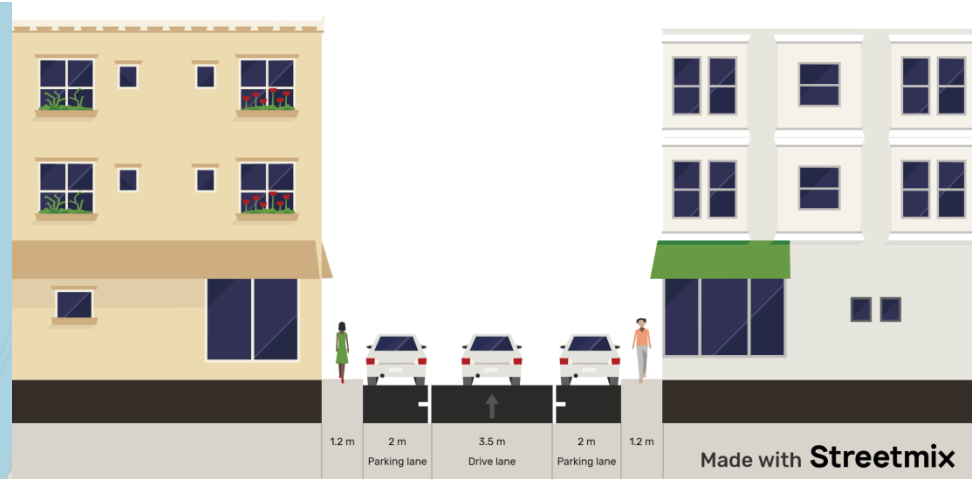 1.2 m
2 m
3.5 m
2 m
1.2 m
Parking lane
Drive lane
Parking lane
Made with Streetmix